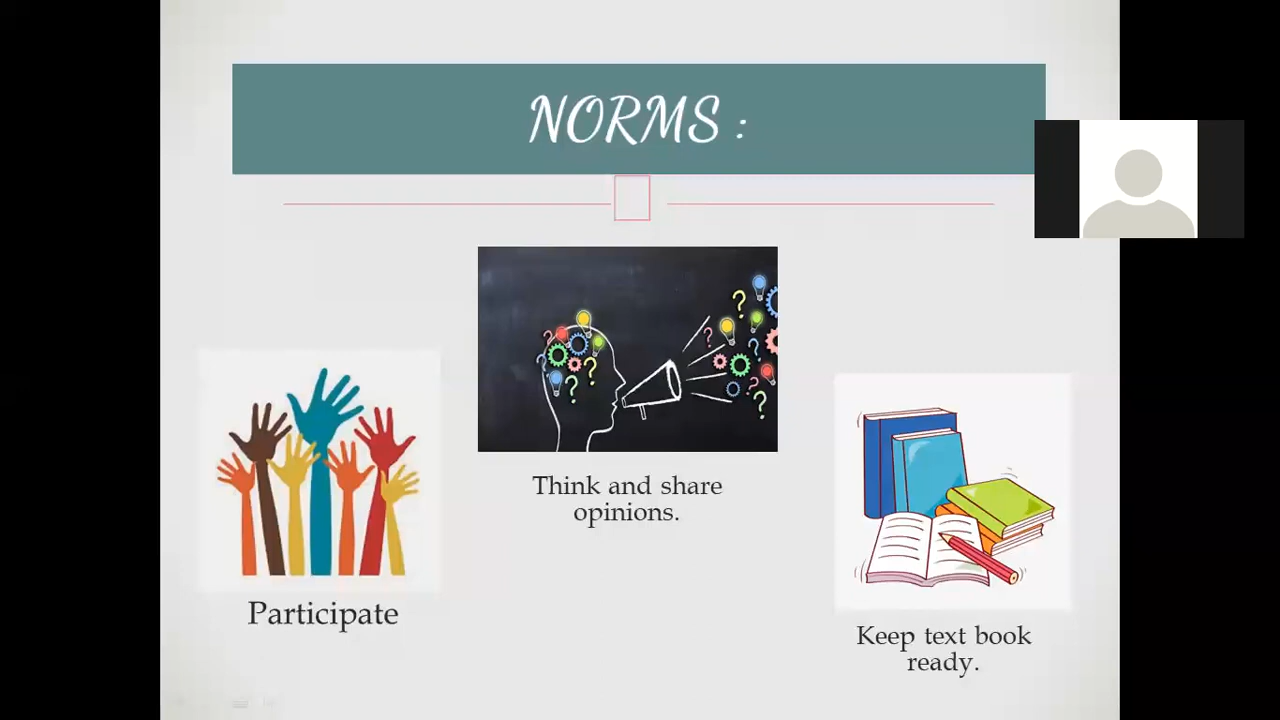 NORMS :
Think and share
opinions.
Participate
Keep text book
ready.